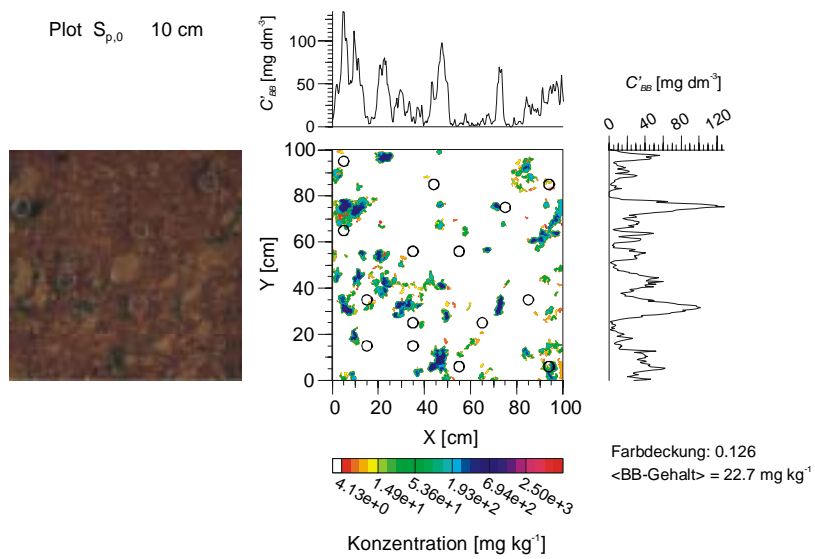 Plot S_p,0 10 cm
C'_BB [mg dm⁻³]
100
50
0
C'_BB [mg dm⁻³]
0 40 80 120
Y [cm]
100
80
60
40
20
0
0 20 40 60 80 100
X [cm]
4.13e+0 1.49e+1 5.36e+1 1.93e+2 6.94e+2 2.50e+3
Konzentration [mg kg⁻¹]
Farbdeckung: 0.126
<BB-Gehalt> = 22.7 mg kg⁻¹